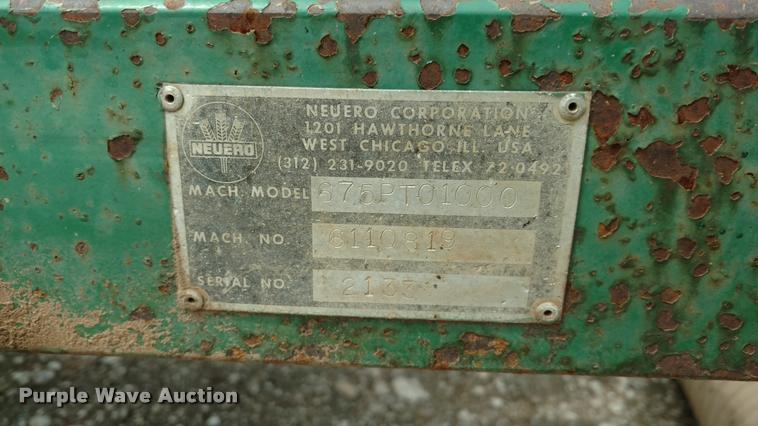 NEUERO
NEUERO CORPORATION
1201 HAWTHORNE LANE
WEST CHICAGO, ILL. USA
(312) 231-9020 TELEX 72-0492
MACH. MODEL 375PTO1000
MACH. NO. 6110819
SERIAL NO.
Purple Wave Auction